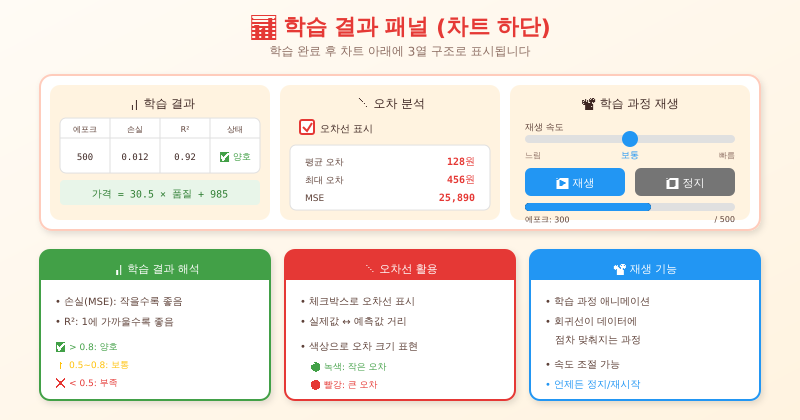 학습 결과 패널 (차트 하단)
학습 완료 후 차트 아래에 3열 구조로 표시됩니다
학습 결과
에포크 손실 R² 상태
500 0.012 0.92 ✅ 양호
가격 = 30.5 × 품질 + 985
오차 분석
오차선 표시
평균 오차 128원
최대 오차 456원
MSE 25,890
학습 과정 재생
재생 속도
느림 보통 빠름
재생 정지
에포크: 300 / 500
학습 결과 해석
• 손실(MSE): 작을수록 좋음
• R²: 1에 가까울수록 좋음
✅ > 0.8: 양호
! 0.5~0.8: 보통
❌ < 0.5: 부족
오차선 활용
• 체크박스로 오차선 표시
• 실제값 ↔ 예측값 거리
• 색상으로 오차 크기 표현
녹색: 작은 오차
빨강: 큰 오차
재생 기능
• 학습 과정 애니메이션
• 회귀선이 데이터에
점차 맞춰지는 과정
• 속도 조절 가능
• 언제든 정지/재시작